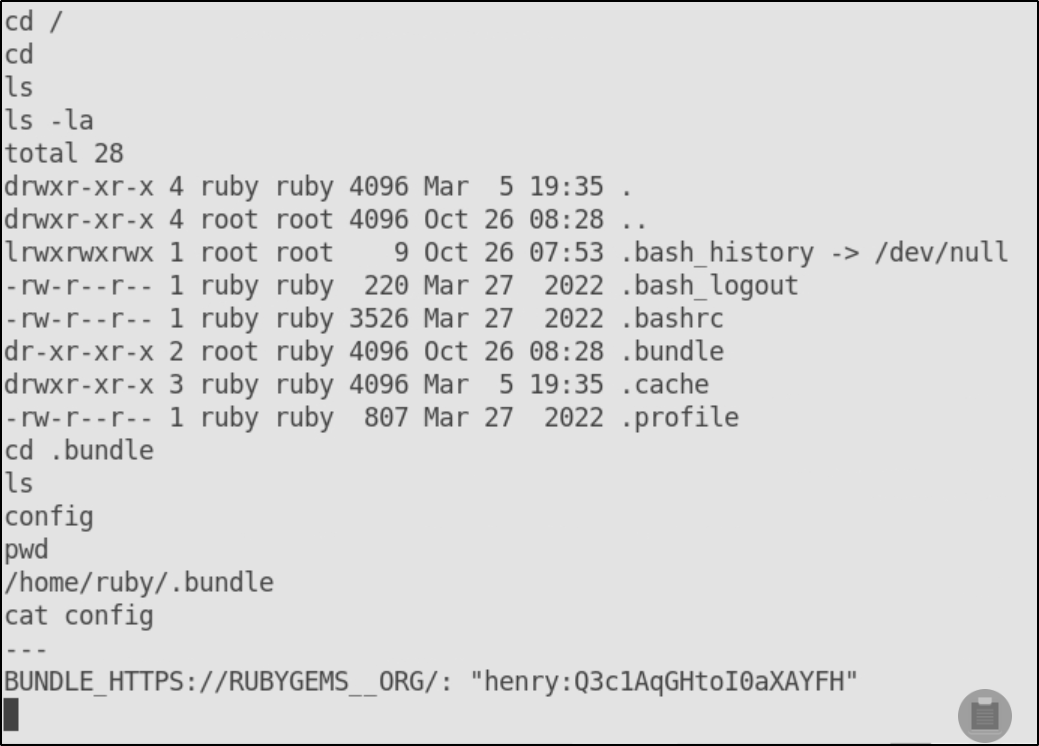 cd /
cd
ls
ls -la
total 28
drwxr-xr-x 4 ruby ruby 4096 Mar  5 19:35 .
drwxr-xr-x 4 root root 4096 Oct 26 08:28 ..
lrwxrwxrwx 1 root root    9 Oct 26 07:53 .bash_history -> /dev/null
-rw-r--r-- 1 ruby ruby  220 Mar 27  2022 .bash_logout
-rw-r--r-- 1 ruby ruby 3526 Mar 27  2022 .bashrc
dr-xr-xr-x 2 root ruby 4096 Oct 26 08:28 .bundle
drwxr-xr-x 3 ruby ruby 4096 Mar  5 19:35 .cache
-rw-r--r-- 1 ruby ruby  807 Mar 27  2022 .profile
cd .bundle
ls
config
pwd
/home/ruby/.bundle
cat config
---
BUNDLE_HTTPS://RUBYGEMS__ORG/: "henry:Q3c1AqGHtoI0aXAYFH"